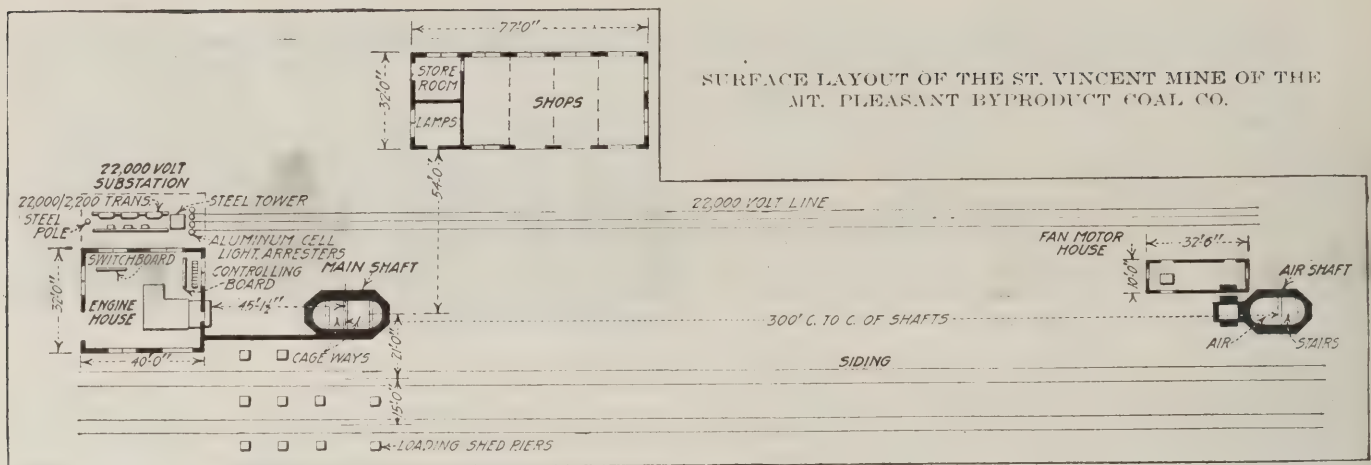 77'-0"
STORE
ROOM
SHOPS
32'-0"
LAMPS
SURFACE LAYOUT OF THE ST. VINCENT MINE OF THE
MT. PLEASANT BYPRODUCT COAL CO.
54'-0"
22,000 VOLT
SUBSTATION
22,000/2,200 TRANS.
STEEL TOWER
STEEL
POLE
22,000 VOLT LINE
ALUMINUM CELL
LIGHT. ARRESTERS
SWITCHBOARD
CONTROLLING
BOARD
MAIN SHAFT
ENGINE
HOUSE
32'-0"
45'-1½"
40'-0"
CAGE WAYS
21'-0"
15'-0"
300' C. TO C. OF SHAFTS
SIDING
FAN MOTOR
HOUSE
32'6"
10'-0"
AIR SHAFT
AIR
STAIRS
LOADING SHED PIERS